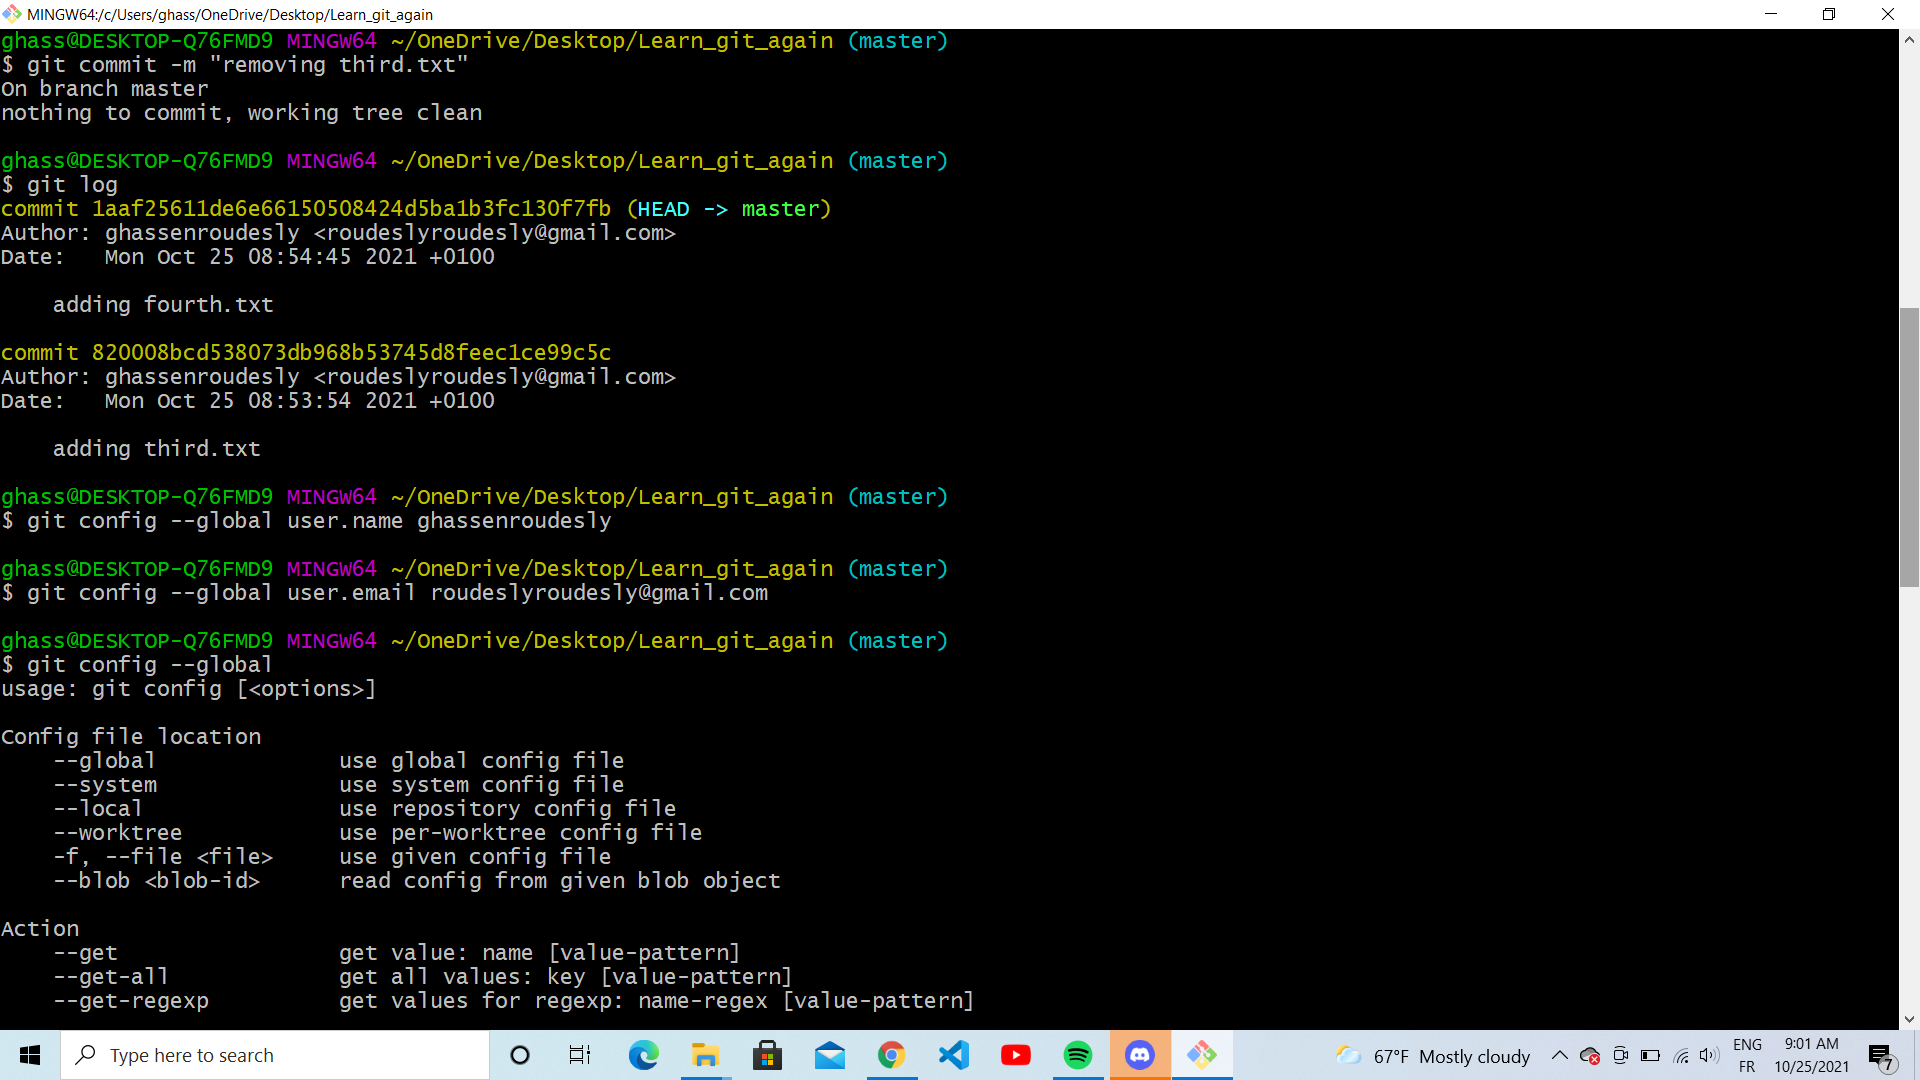 MINGW64:/c/Users/ghass/OneDrive/Desktop/Learn_git_again
ghass@DESKTOP-Q76FMD9 MINGW64 ~/OneDrive/Desktop/Learn_git_again (master)
$ git commit -m "removing third.txt"
On branch master
nothing to commit, working tree clean
ghass@DESKTOP-Q76FMD9 MINGW64 ~/OneDrive/Desktop/Learn_git_again (master)
$ git log
commit 1aaf25611de6e66150508424d5ba1b3fc130f7fb (HEAD -> master)
Author: ghassenroudesly <roudeslyroudesly@gmail.com>
Date:   Mon Oct 25 08:54:45 2021 +0100
    adding fourth.txt
commit 820008bcd538073db968b53745d8feec1ce99c5c
Author: ghassenroudesly <roudeslyroudesly@gmail.com>
Date:   Mon Oct 25 08:53:54 2021 +0100
    adding third.txt
ghass@DESKTOP-Q76FMD9 MINGW64 ~/OneDrive/Desktop/Learn_git_again (master)
$ git config --global user.name ghassenroudesly
ghass@DESKTOP-Q76FMD9 MINGW64 ~/OneDrive/Desktop/Learn_git_again (master)
$ git config --global user.email roudeslyroudesly@gmail.com
ghass@DESKTOP-Q76FMD9 MINGW64 ~/OneDrive/Desktop/Learn_git_again (master)
$ git config --global
usage: git config [<options>]
Config file location
    --global              use global config file
    --system              use system config file
    --local               use repository config file
    --worktree            use per-worktree config file
    -f, --file <file>     use given config file
    --blob <blob-id>      read config from given blob object
Action
    --get                 get value: name [value-pattern]
    --get-all             get all values: key [value-pattern]
    --get-regexp          get values for regexp: name-regex [value-pattern]
Type here to search
67°F Mostly cloudy
ENG
FR
9:01 AM
10/25/2021
7